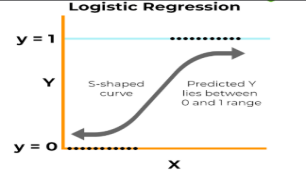 Logistic Regression
y = 1
Y
S-shaped
curve
Predicted Y
lies between
0 and 1 range
y = 0
X